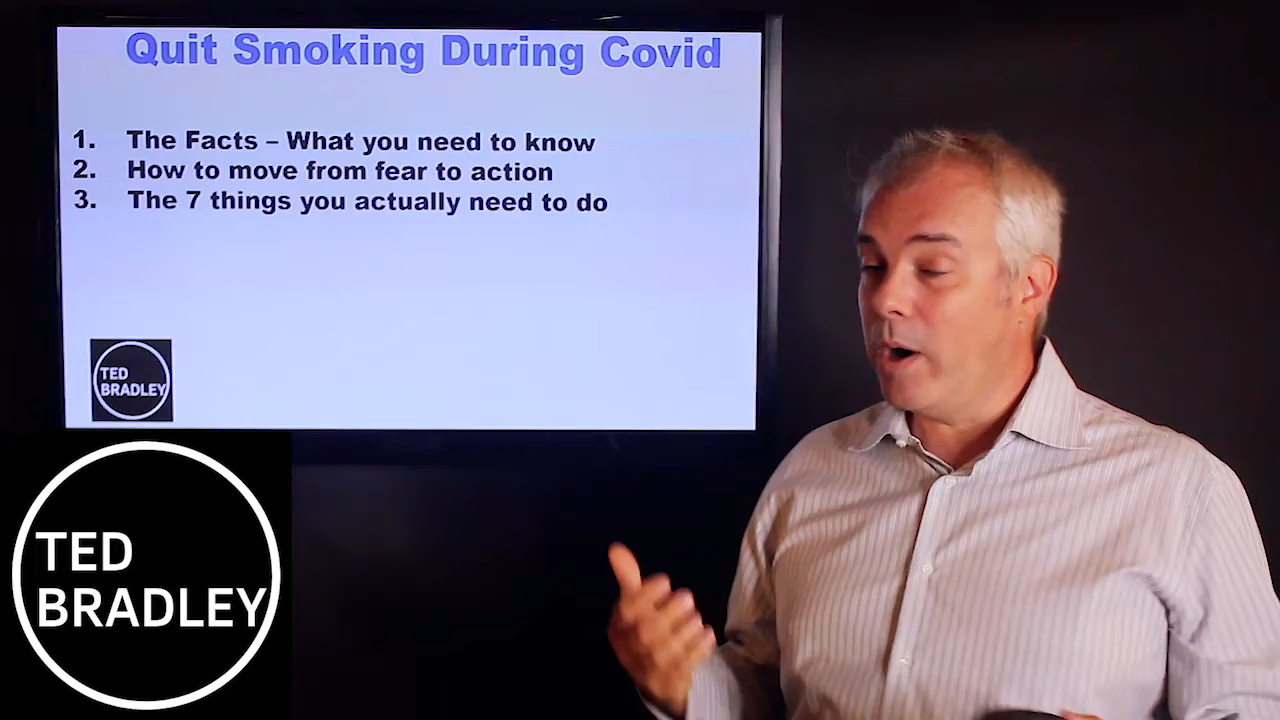 Quit Smoking During Covid
1. The Facts – What you need to know
2. How to move from fear to action
3. The 7 things you actually need to do
TED
BRADLEY
TED
BRADLEY